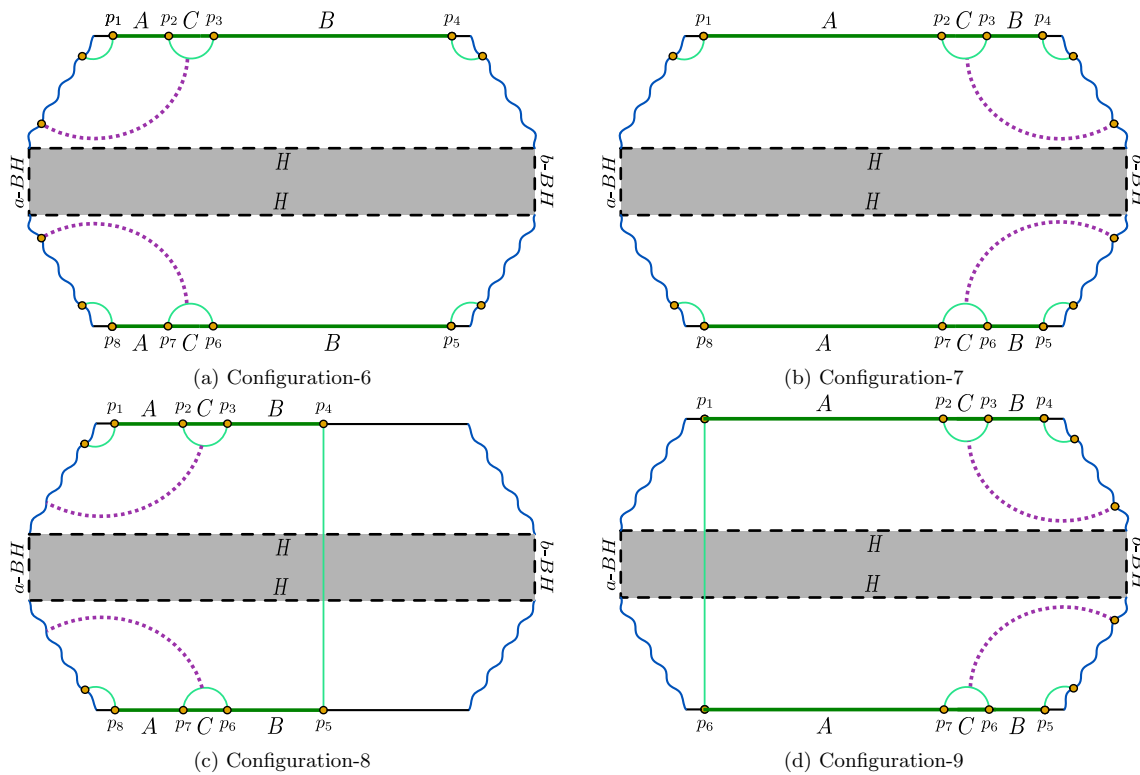 p₁ A p₂ C p₃ B p₄
p₁ A p₂ C p₃ B p₄
a-BH H b-BH
H
a-BH H b-BH
H
p₈ A p₇ C p₆ B p₅
p₈ A p₇ C p₆ B p₅
(a) Configuration-6
(b) Configuration-7
p₁ A p₂ C p₃ B p₄
p₁ A p₂ C p₃ B p₄
a-BH H b-BH
H
a-BH H b-BH
H
p₈ A p₇ C p₆ B p₅
p₆ A p₇ C p₆ B p₅
(c) Configuration-8
(d) Configuration-9